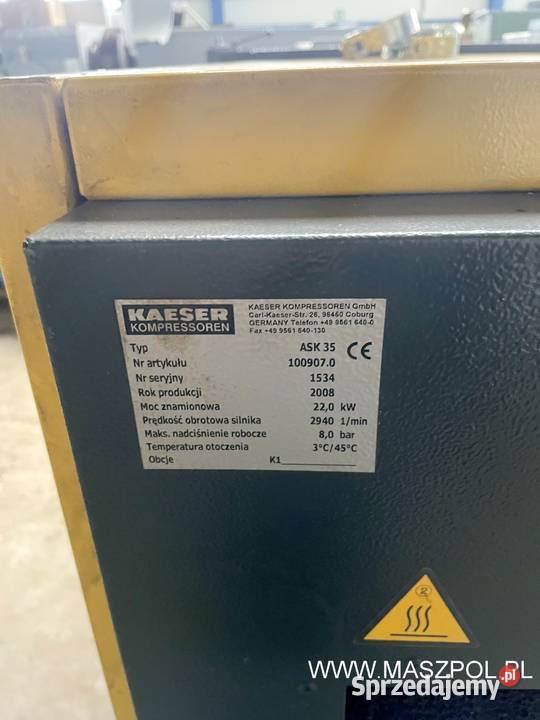 KAESER
KOMPRESSOREN
KAESER KOMPRESSOREN GmbH
Carl-Kaeser-Str. 26, 96450 Coburg
GERMANY Telefon +49 9561 640-0
Fax +49 9561 640-130
Typ ASK 35 CE
Nr artykułu 100907.0
Nr seryjny 1534
Rok produkcji 2008
Moc znamionowa 22,0 kW
Prędkość obrotowa silnika 2940 1/min
Maks. nadciśnienie robocze 8,0 bar
Temperatura otoczenia 3°C/45°C
Obcje K1
2
WWW.MASZPOL.PL
Sprzedajemy.pl